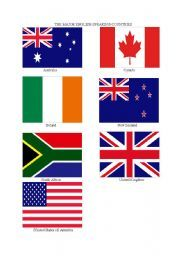 THE MAJOR ENGLISH SPEAKING COUNTRIES
Australia
Canada
Ireland
New Zealand
South Africa
United Kingdom
United States of America